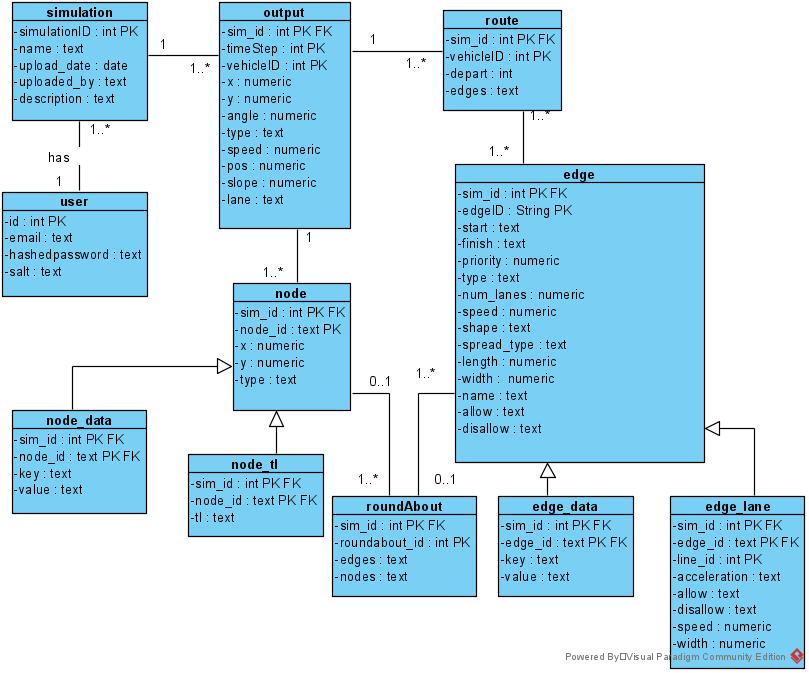 simulation
-simulationID : int PK
-name : text
-upload_date : date
-uploaded_by : text
-description : text
1
1..*
1..*
has
1
user
-id : int PK
-email : text
-hashedpassword : text
-salt : text
output
-sim_id : int PK FK
-timeStep : int PK
-vehicleID : int PK
-x : numeric
-y : numeric
-angle : numeric
-type : text
-speed : numeric
-pos : numeric
-slope : numeric
-lane : text
1
1..*
route
-sim_id : int PK FK
-vehicleID : int PK
-depart : int
-edges : text
1..*
1..*
edge
-sim_id : int PK FK
-edgeID : String PK
-start : text
-finish : text
-priority : numeric
-type : text
-num_lanes : numeric
-speed : numeric
-shape : text
-spread_type : text
-length : numeric
-width : numeric
-name : text
-allow : text
-disallow : text
1
1..*
node
-sim_id : int PK FK
-node_id : text PK
-x : numeric
-y : numeric
-type : text
0..1
1..*
1..*
0..1
node_data
-sim_id : int PK FK
-node_id : text PK FK
-key : text
-value : text
node_tl
-sim_id : int PK FK
-node_id : text PK FK
-tl : text
roundAbout
-sim_id : int PK FK
-roundabout_id : int PK
-edges : text
-nodes : text
edge_data
-sim_id : int PK FK
-edge_id : text PK FK
-key : text
-value : text
edge_lane
-sim_id : int PK FK
-edge_id : text PK FK
-line_id : int PK
-acceleration : text
-allow : text
-disallow : text
-speed : numeric
-width : numeric
Powered By Visual Paradigm Community Edition